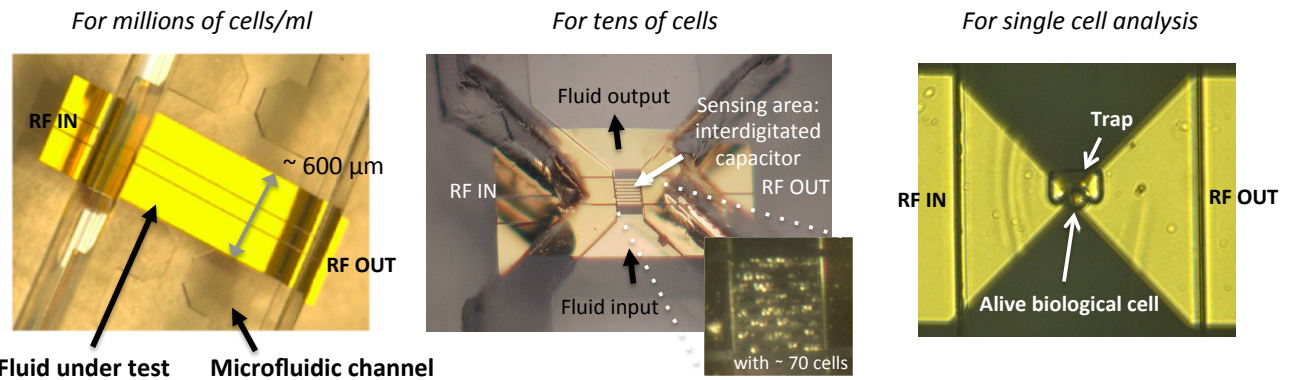 For millions of cells/ml
For tens of cells
For single cell analysis
RF IN
~ 600 µm
RF OUT
Fluid under test
Microfluidic channel
Fluid output
Sensing area:
interdigitated
capacitor
RF IN
RF OUT
Fluid input
with ~ 70 cells
Trap
RF IN
RF OUT
Alive biological cell